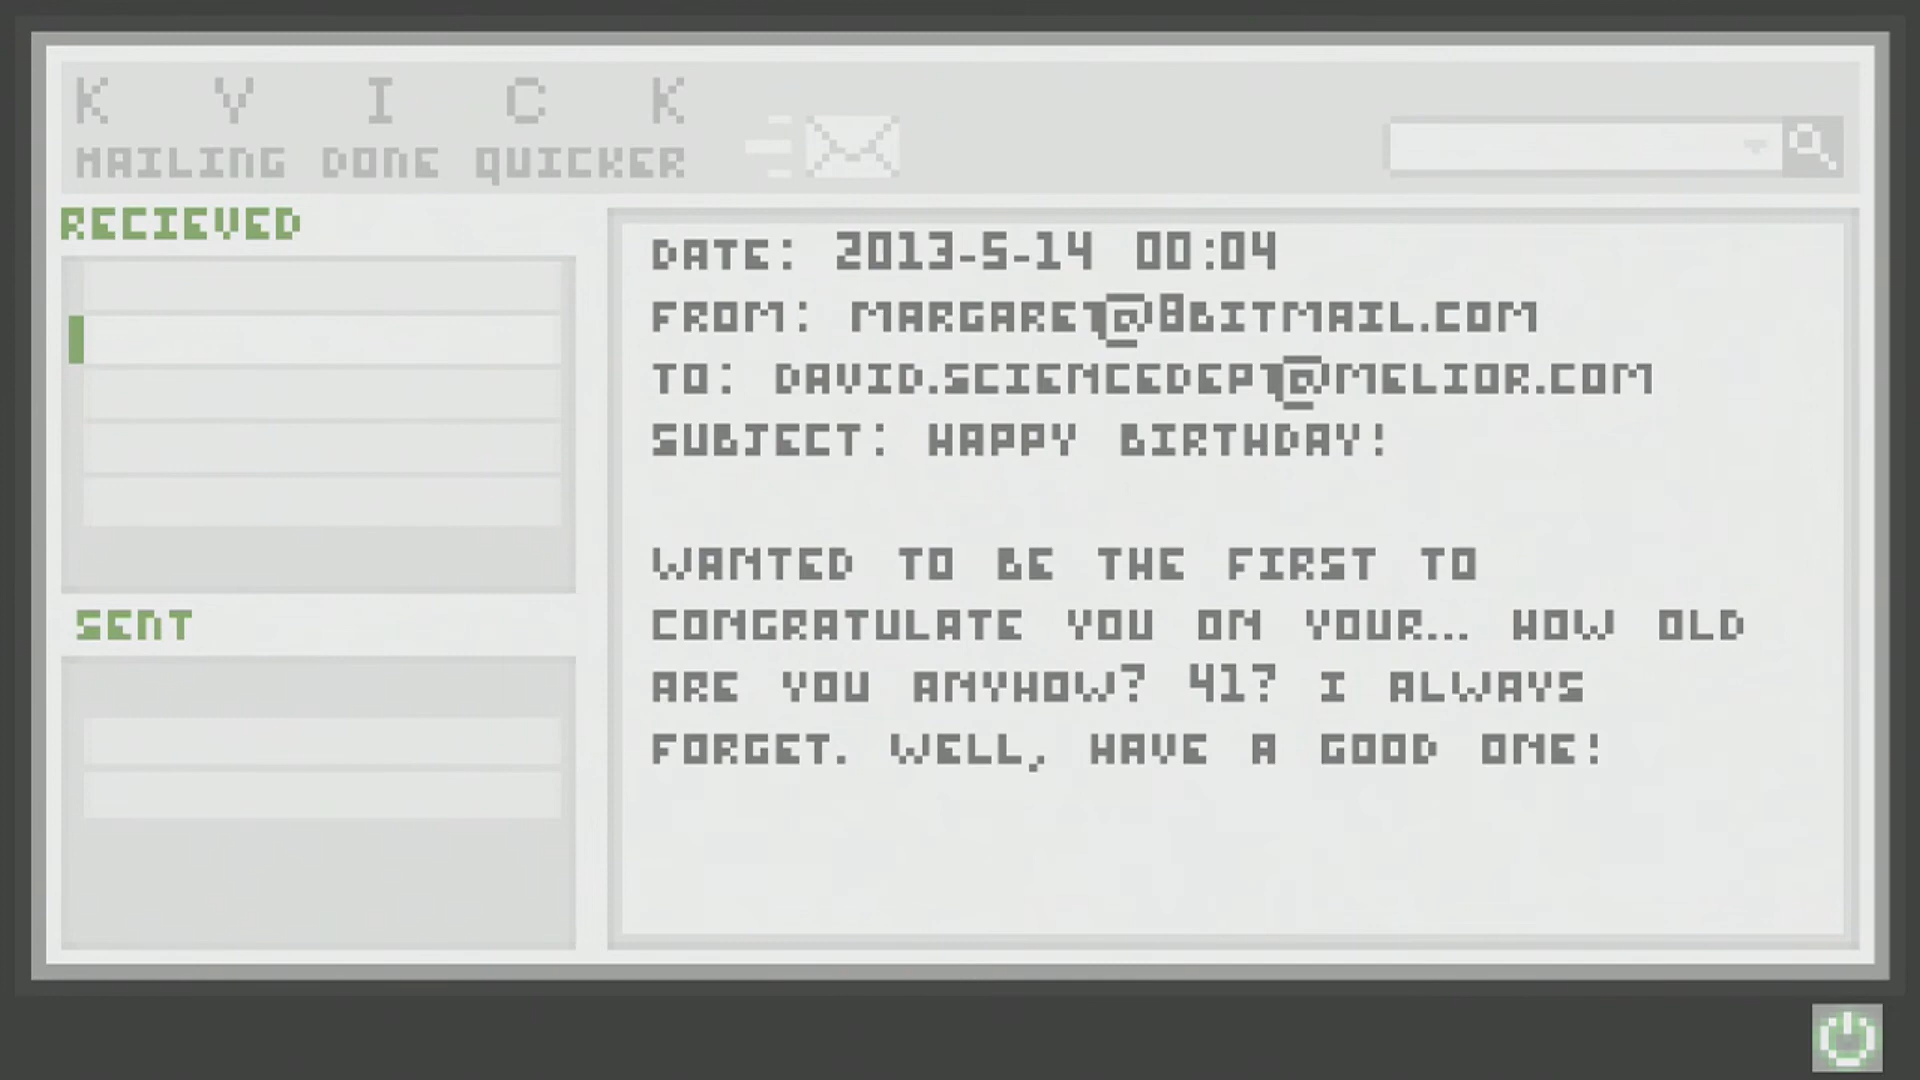 K V I C K
MAILING DONE QUICKER
RECIEVED
DATE: 2013-5-14 00:04
FROM: MARGARET@8BITMAIL.COM
TO: DAVID.SCIENCEDEPT@MELIOR.COM
SUBJECT: HAPPY BIRTHDAY!
WANTED TO BE THE FIRST TO
CONGRATULATE YOU ON YOUR... HOW OLD
ARE YOU ANYHOW? 41? I ALWAYS
FORGET. WELL, HAVE A GOOD ONE!
SENT